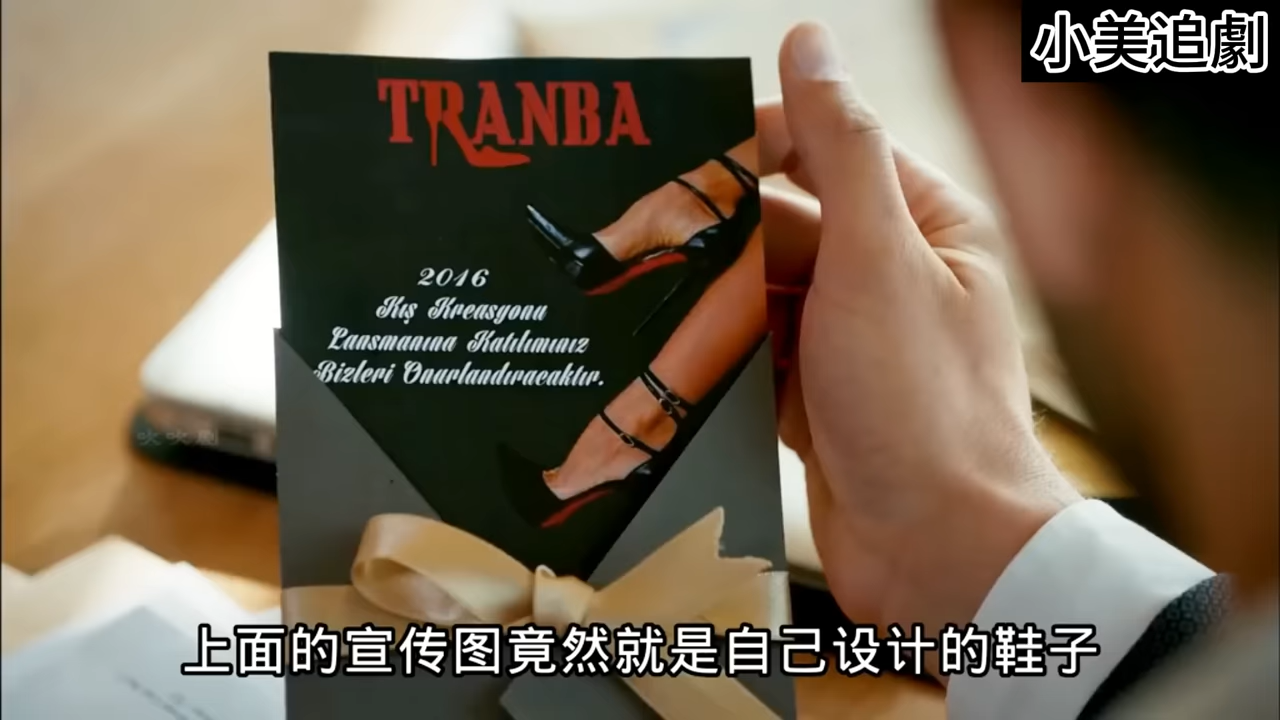 小美追劇
TRANBA
2016
Kış Kreasyonu
Lansmanına Katılımınız
Bizleri Onurlandıracaktır.
上面的宣传图竟然就是自己设计的鞋子